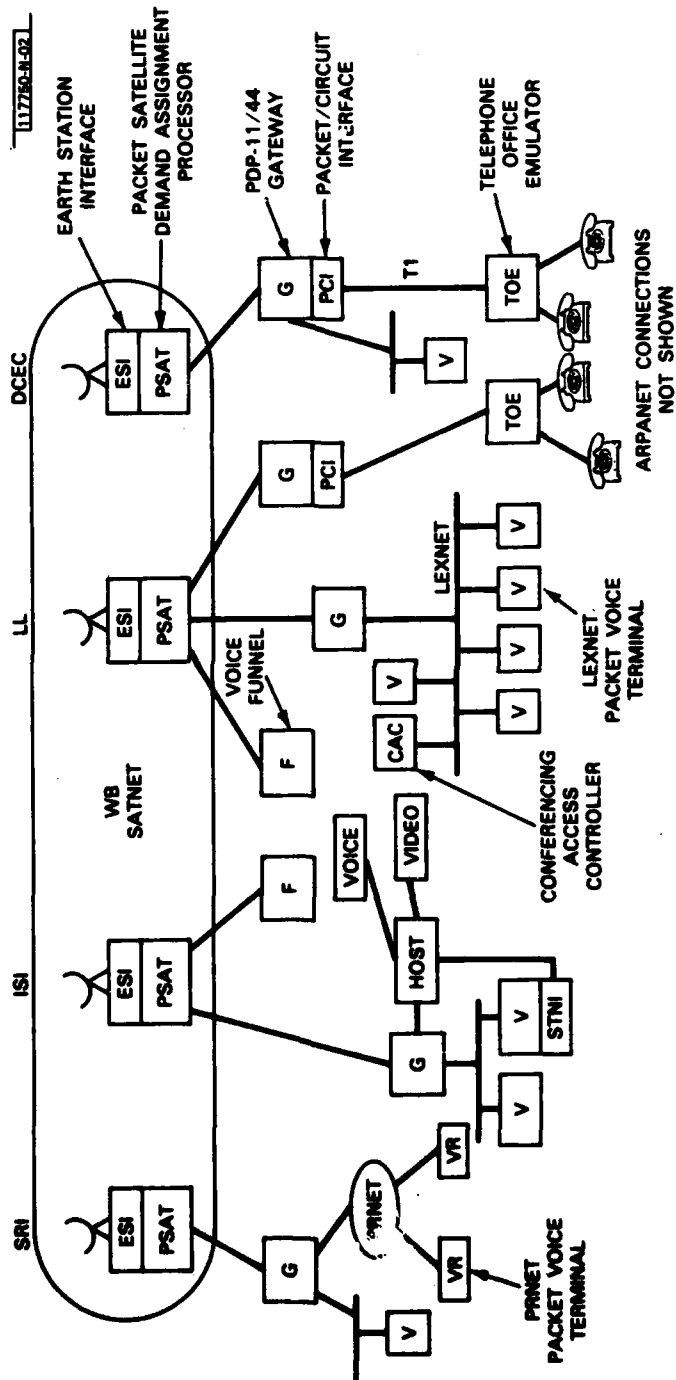 117760-N-02
SRI
ISI
LL
DCEC
EARTH STATION
INTERFACE
PACKET SATELLITE
DEMAND ASSIGNMENT
PROCESSOR
WB
SATNET
ESI
PSAT
ESI
PSAT
ESI
PSAT
ESI
PSAT
VOICE
FUNNEL
PDP-11/44
GATEWAY
PACKET/CIRCUIT
INTERFACE
G
F
F
G
PCI
G
PCI
G
T1
V
PRNET
VR
VR
V
PRNET
PACKET VOICE
TERMINAL
VOICE
VIDEO
HOST
G
V
V
STNI
CAC
V
LEXNET
V
V
V
V
CONFERENCING
ACCESS
CONTROLLER
LEXNET
PACKET VOICE
TERMINAL
TELEPHONE
OFFICE
EMULATOR
TOE
TOE
ARPANET CONNECTIONS
NOT SHOWN